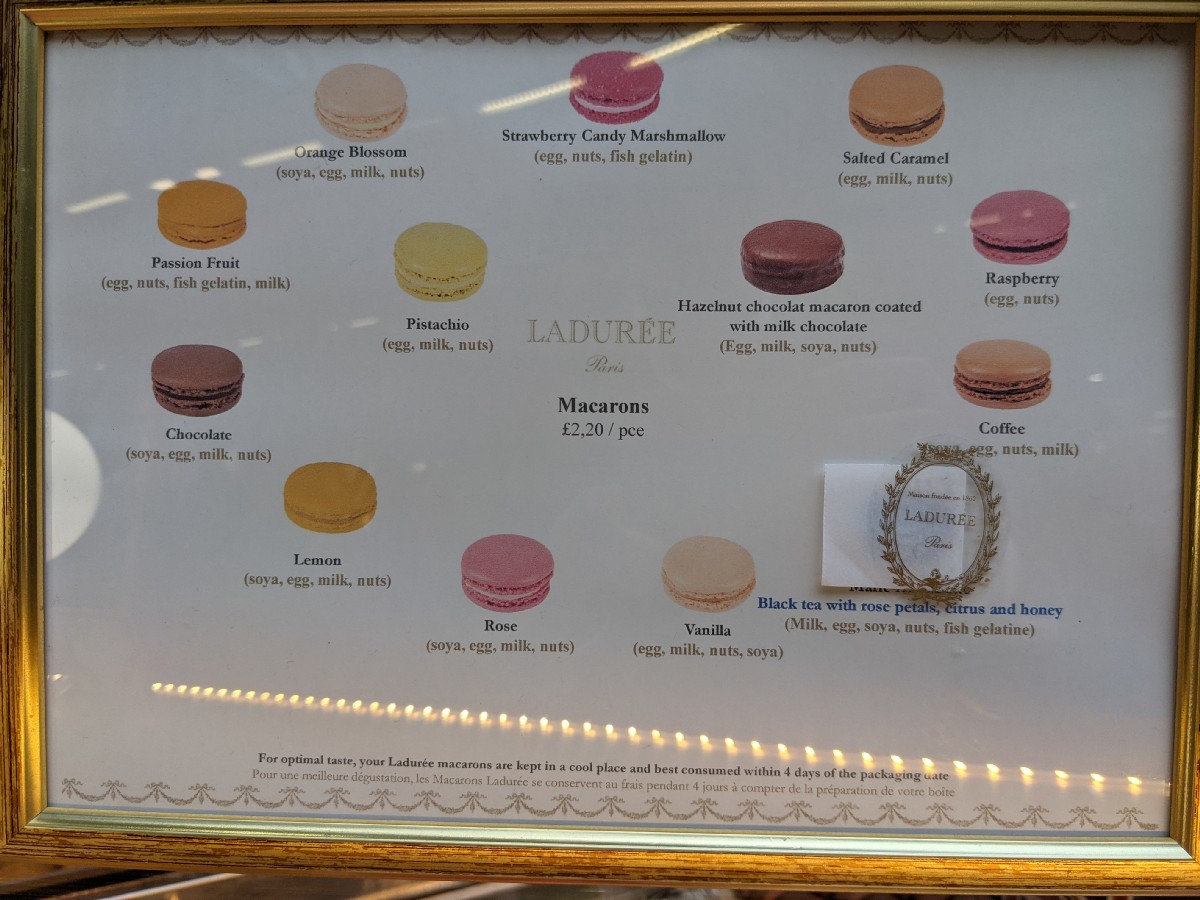 Orange Blossom
(soya, egg, milk, nuts)
Strawberry Candy Marshmallow
(egg, nuts, fish gelatin)
Salted Caramel
(egg, milk, nuts)
Passion Fruit
(egg, nuts, fish gelatin, milk)
Pistachio
(egg, milk, nuts)
Hazelnut chocolat macaron coated
with milk chocolate
(Egg, milk, soya, nuts)
Raspberry
(egg, nuts)
LADURÉE
Paris
Macarons
£2,20 / pce
Chocolate
(soya, egg, milk, nuts)
Coffee
(soya, egg, nuts, milk)
Lemon
(soya, egg, milk, nuts)
Maison fondée en 1862
LADURÉE
Paris
Rose
(soya, egg, milk, nuts)
Vanilla
(egg, milk, nuts, soya)
Black tea with rose petals, citrus and honey
(Milk, egg, soya, nuts, fish gelatine)
For optimal taste, your Ladurée macarons are kept in a cool place and best consumed within 4 days of the packaging date
Pour une meilleure dégustation, les Macarons Ladurée se conservent au frais pendant 4 jours à compter de la préparation de votre boîte